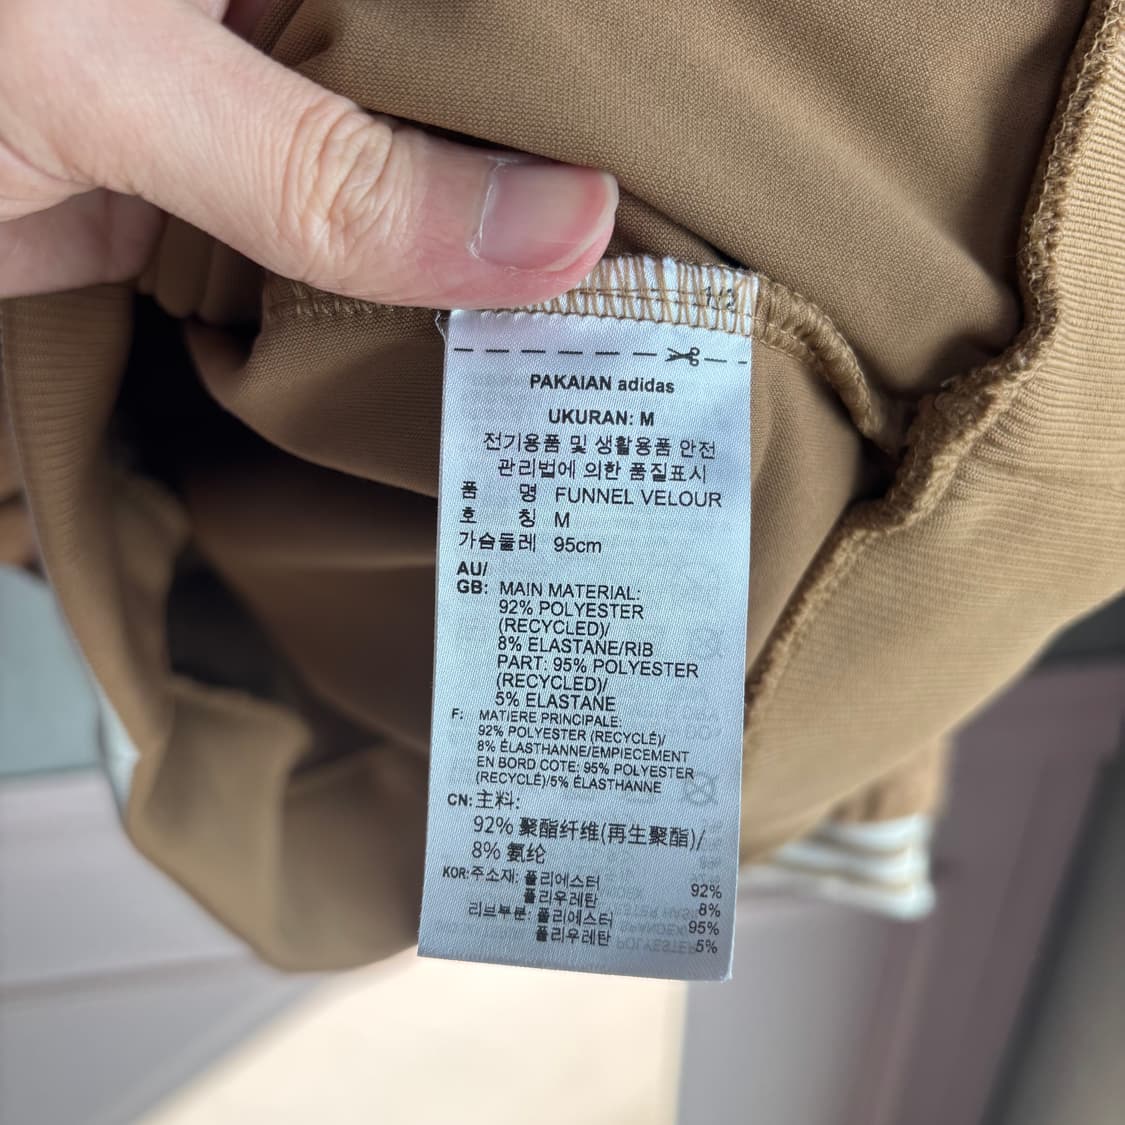 1/2
PAKAIAN adidas
UKURAN: M
전기용품 및 생활용품 안전
관리법에 의한 품질표시
품 명 FUNNEL VELOUR
호 칭 M
가슴둘레 95cm
AU/
GB: MAIN MATERIAL:
92% POLYESTER
(RECYCLED)/
8% ELASTANE/RIB
PART: 95% POLYESTER
(RECYCLED)/
5% ELASTANE
F: MATIERE PRINCIPALE:
92% POLYESTER (RECYCLÉ)/
8% ÉLASTHANNE/EMPIECEMENT
EN BORD COTE: 95% POLYESTER
(RECYCLÉ)/5% ÉLASTHANNE
CN: 主料:
92% 聚酯纤维(再生聚酯)/
8% 氨纶
KOR: 주소재: 폴리에스터 92%
폴리우레탄 8%
리브부분: 폴리에스터 95%
폴리우레탄 5%